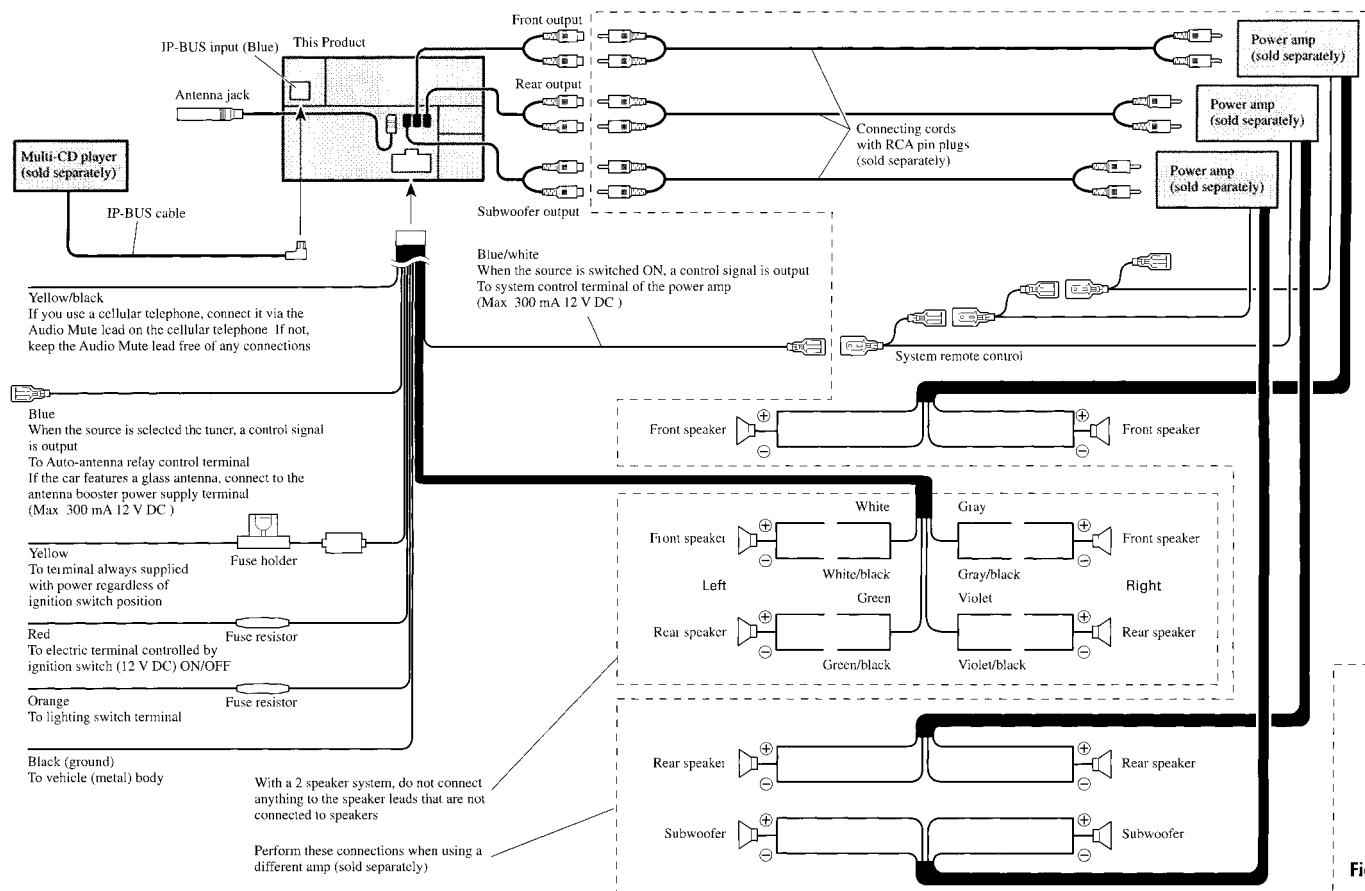 Front output
IP-BUS input (Blue)
This Product
Antenna jack
Rear output
Multi-CD player
(sold separately)
Subwoofer output
IP-BUS cable
Connecting cords
with RCA pin plugs
(sold separately)
Power amp
(sold separately)
Power amp
(sold separately)
Power amp
(sold separately)
Blue/white
When the source is switched ON, a control signal is output
To system control terminal of the power amp
(Max 300 mA 12 V DC )
System remote control
Yellow/black
If you use a cellular telephone, connect it via the
Audio Mute lead on the cellular telephone If not,
keep the Audio Mute lead free of any connections
Blue
When the source is selected the tuner, a control signal
is output
To Auto-antenna relay control terminal
If the car features a glass antenna, connect to the
antenna booster power supply terminal
(Max 300 mA 12 V DC )
Fuse holder
Yellow
To terminal always supplied
with power regardless of
ignition switch position
Fuse resistor
Red
To electric terminal controlled by
ignition switch (12 V DC) ON/OFF
Fuse resistor
Orange
To lighting switch terminal
Black (ground)
To vehicle (metal) body
Front speaker
⊕
⊖
⊕
⊖
Front speaker
White
Gray
Front speaker
⊕
⊖
⊕
⊖
Front speaker
White/black
Gray/black
Left
Right
Green
Violet
Rear speaker
⊕
⊖
⊕
⊖
Rear speaker
Green/black
Violet/black
Rear speaker
⊕
⊖
⊕
⊖
Rear speaker
Subwoofer
⊕
⊖
⊕
⊖
Subwoofer
With a 2 speaker system, do not connect
anything to the speaker leads that are not
connected to speakers
Perform these connections when using a
different amp (sold separately)